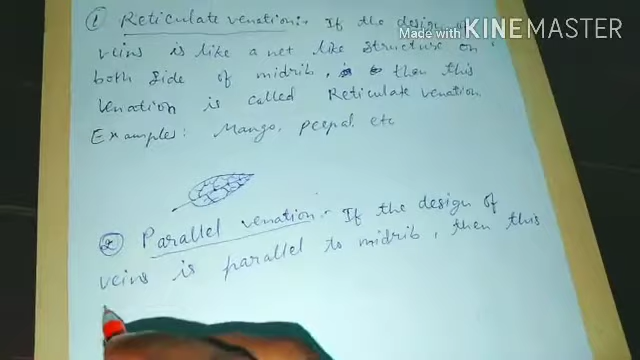 ① Reticulate venation:- If the design
veins is like a net like structure on
both side of midrib, then this
venation is called Reticulate venation
Examples: Mango, peepal. etc
② Parallel venation:- If the design of
veins is parallel to midrib, then this
Made with KINEMASTER